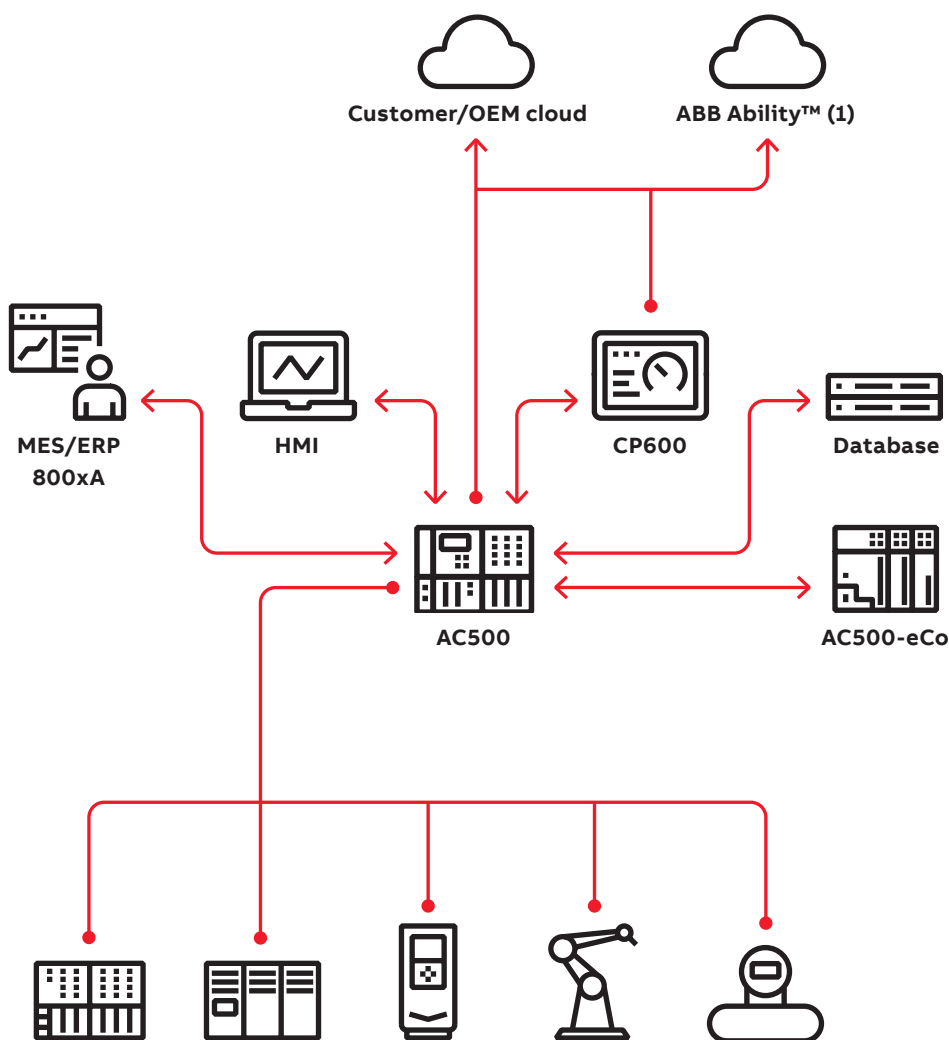 Customer/OEM cloud
ABB Ability™ (1)
MES/ERP
800xA
HMI
CP600
Database
AC500
AC500-eCo